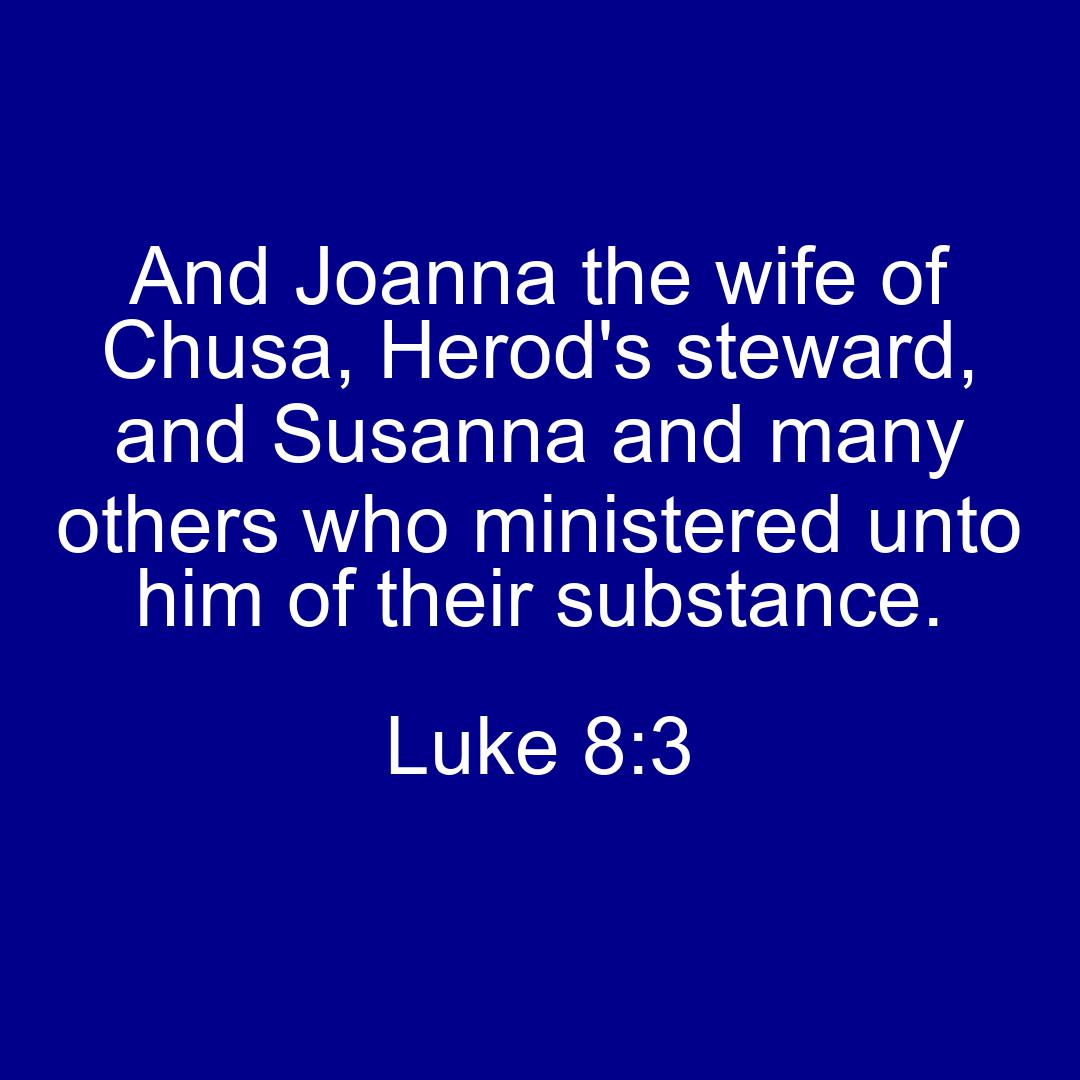 And Joanna the wife of
Chusa, Herod's steward,
and Susanna and many
others who ministered unto
him of their substance.
Luke 8:3